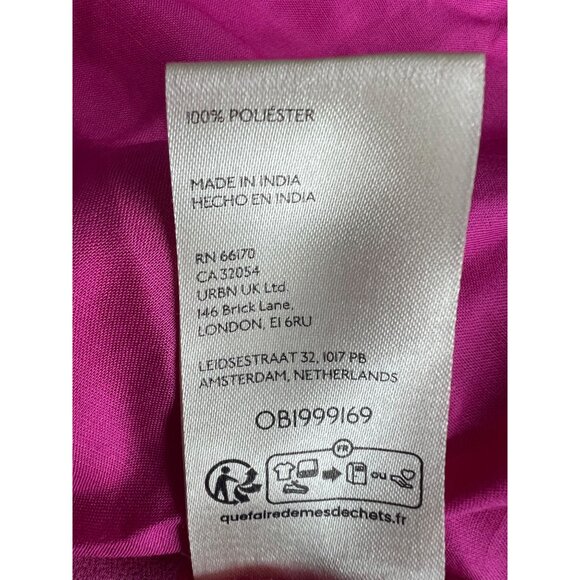 100% POLIÉSTER
MADE IN INDIA
HECHO EN INDIA
RN 66170
CA 32054
URBN UK Ltd.
146 Brick Lane,
LONDON, E1 6RU
LEIDSESTRAAT 32, 1017 PB
AMSTERDAM, NETHERLANDS
OB1999169
FR
OU
quefairedemesdechets.fr